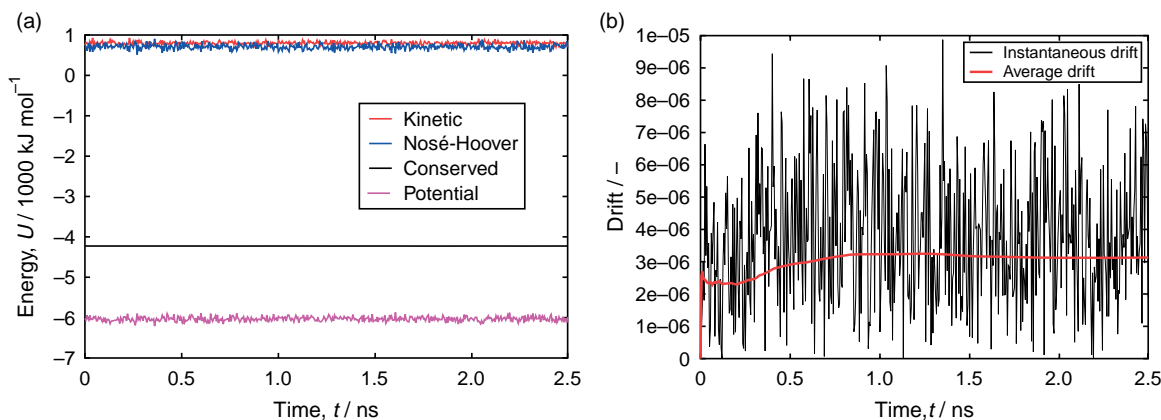 (a)
1
0
–1
–2
–3
–4
–5
–6
–7
Energy, U / 1000 kJ mol⁻¹
Kinetic
Nosé-Hoover
Conserved
Potential
0 0.5 1.0 1.5 2.0 2.5
Time, t / ns
(b)
1e–05
9e–06
8e–06
7e–06
6e–06
5e–06
4e–06
3e–06
2e–06
1e–06
0
Drift / –
Instantaneous drift
Average drift
0 0.5 1.0 1.5 2.0 2.5
Time,t / ns